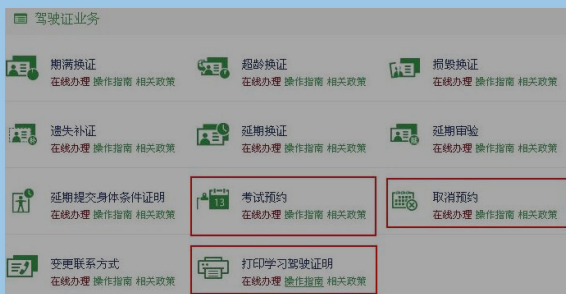 驾驶证业务
期满换证
在线办理 操作指南 相关政策
超龄换证
在线办理 操作指南 相关政策
损毁换证
在线办理 操作指南 相关政策
遗失补证
在线办理 操作指南 相关政策
延期换证
在线办理 操作指南 相关政策
延期审验
在线办理 操作指南 相关政策
延期提交身体条件证明
在线办理 操作指南 相关政策
考试预约
在线办理 操作指南 相关政策
13
取消预约
在线办理 操作指南 相关政策
变更联系方式
在线办理 操作指南 相关政策
打印学习驾驶证明
在线办理 操作指南 相关政策